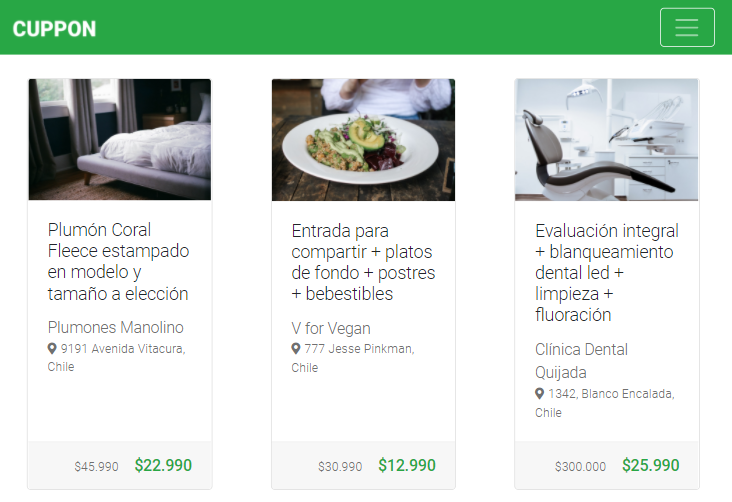 CUPPON
Plumón Coral
Fleece estampado
en modelo y
tamaño a elección
Plumones Manolino
9191 Avenida Vitacura,
Chile
$45.990 $22.990
Entrada para
compartir + platos
de fondo + postres
+ bebestibles
V for Vegan
777 Jesse Pinkman,
Chile
$30.990 $12.990
Evaluación integral
+ blanqueamiento
dental led +
limpieza +
fluoración
Clínica Dental
Quijada
1342, Blanco Encalada,
Chile
$300.000 $25.990